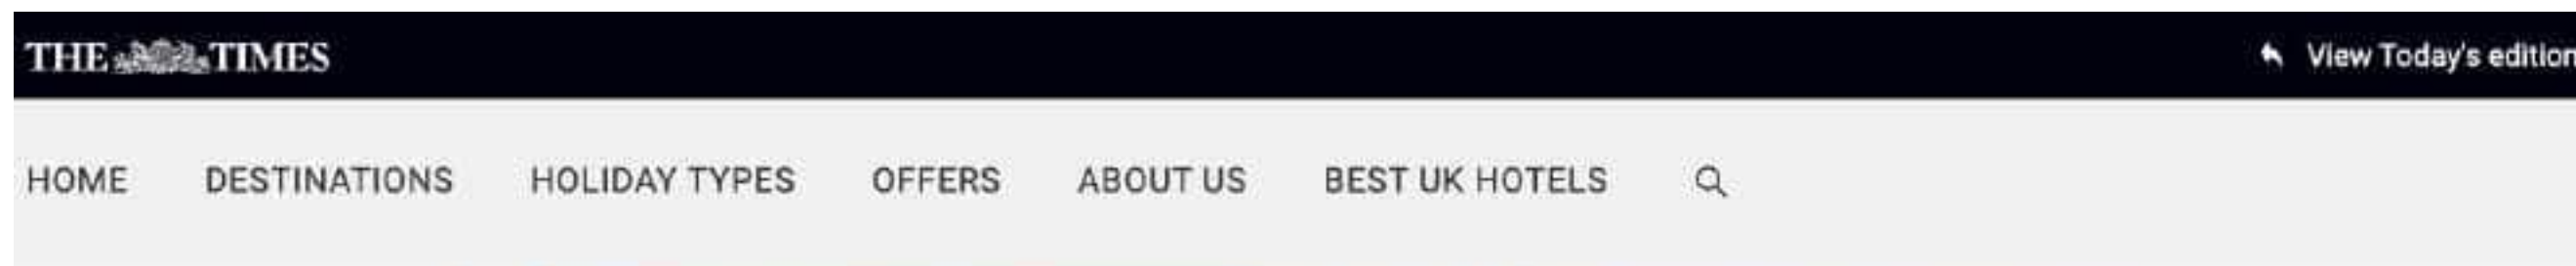 THE TIMES View Today's edition
HOME DESTINATIONS HOLIDAY TYPES OFFERS ABOUT US BEST UK HOTELS